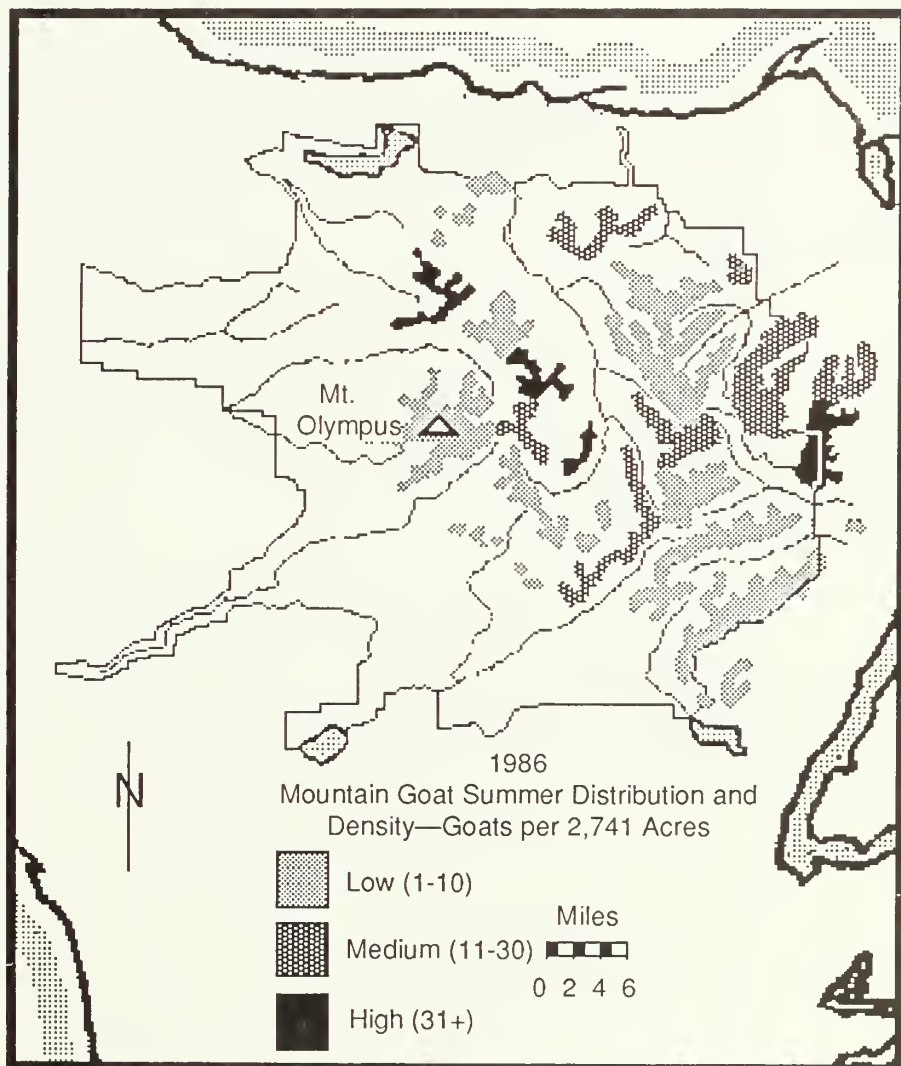 Mt.
Olympus
N
1986
Mountain Goat Summer Distribution and
Density—Goats per 2,741 Acres
Low (1-10)
Medium (11-30)
High (31+)
Miles
0 2 4 6